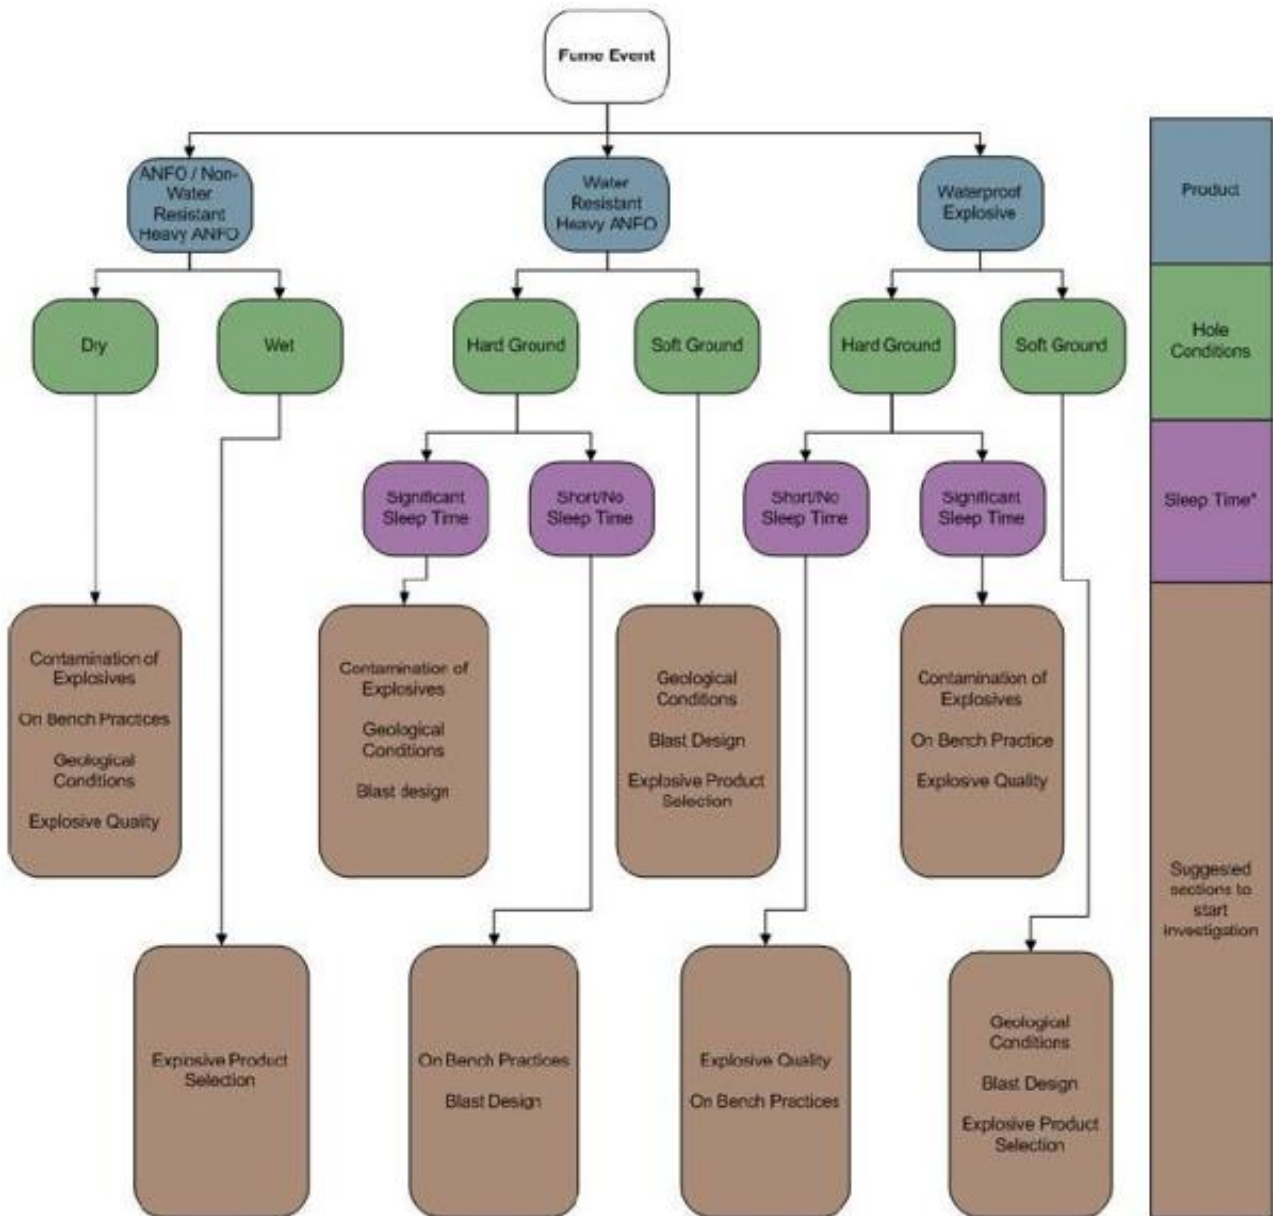 Fume Event
ANFO / Non-
Water
Resistant
Heavy ANFO
Water
Resistant
Heavy ANFO
Waterproof
Explosive
Product
Dry
Wet
Hard Ground
Soft Ground
Hard Ground
Soft Ground
Hole
Conditions
Significant
Sleep Time
Short/No
Sleep Time
Short/No
Sleep Time
Significant
Sleep Time
Sleep Time*
Contamination of
Explosives
On Bench Practices
Geological
Conditions
Explosive Quality
Contamination of
Explosives
Geological
Conditions
Blast design
Geological
Conditions
Blast Design
Explosive Product
Selection
Contamination of
Explosives
On Bench Practice
Explosive Quality
Suggested
sections to
start
investigation
Explosive Product
Selection
On Bench Practices
Blast Design
Explosive Quality
On Bench Practices
Geological
Conditions
Blast Design
Explosive Product
Selection